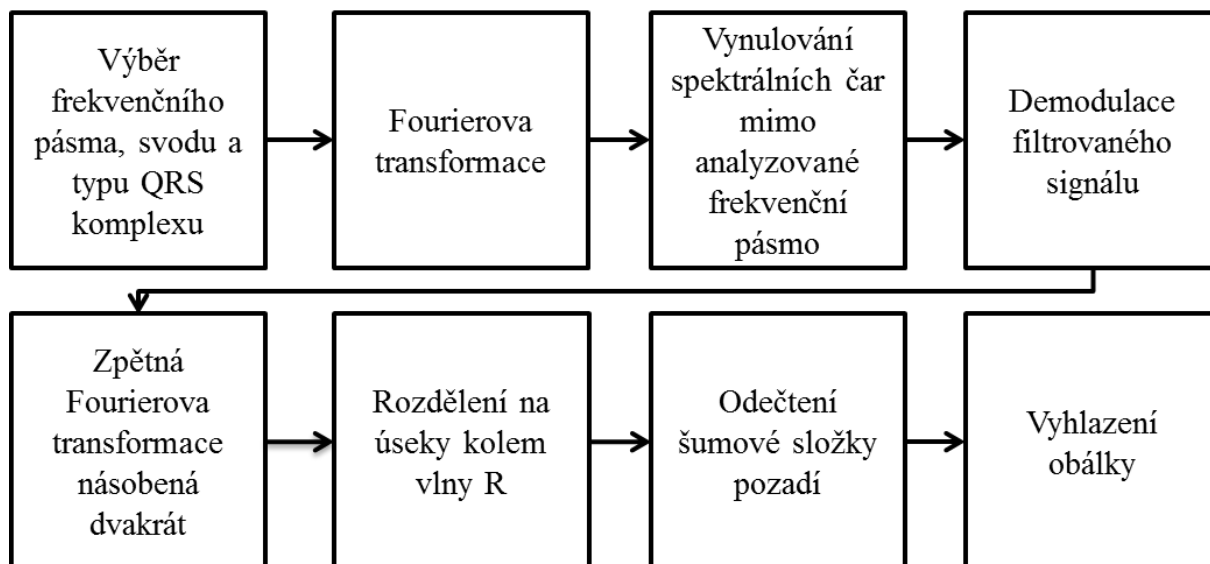 Výběr
frekvenčního
pásma, svodu a
typu QRS
komplexu
Fourierova
transformace
Vynulování
spektrálních čar
mimo
analyzované
frekvenční
pásmo
Demodulace
filtrovaného
signálu
Zpětná
Fourierova
transformace
násobená
dvakrát
Rozdělení na
úseky kolem
vlny R
Odečtení
šumové složky
pozadí
Vyhlazení
obálky